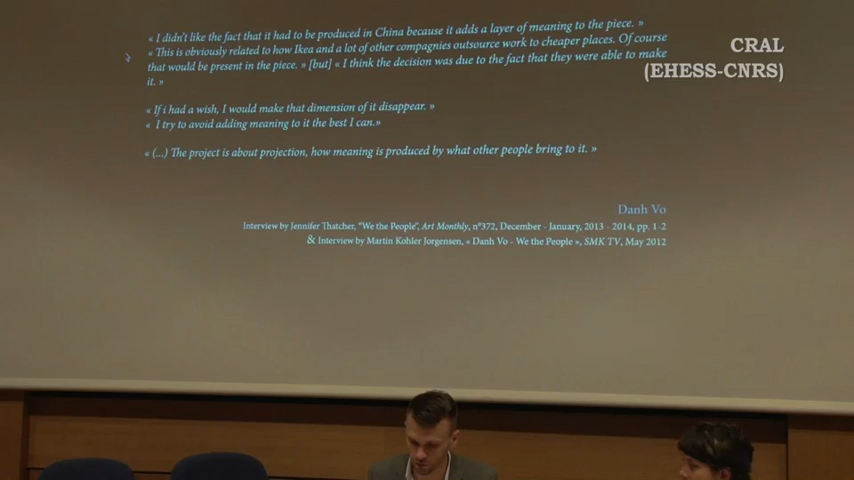 « I didn't like the fact that it had to be produced in China because it adds a layer of meaning to the piece. »
« This is obviously related to how Ikea and a lot of other compagnies outsource work to cheaper places. Of course
that would be present in the piece. » [but] « I think the decision was due to the fact that they were able to make
it. »
« If i had a wish, I would make that dimension of it disappear. »
« I try to avoid adding meaning to it the best I can.»
« (...) The project is about projection, how meaning is produced by what other people bring to it. »
Danh Vo
Interview by Jennifer Thatcher, "We the People", Art Monthly, n°372, December - January, 2013 - 2014, pp. 1-2
& Interview by Martin Kohler Jorgensen, « Danh Vo - We the People », SMK TV, May 2012
CRAL
(EHESS-CNRS)